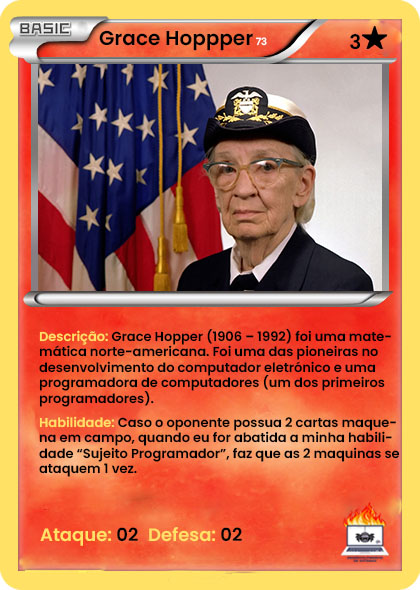 BASIC
Grace Hoppper 73
3★
Descrição: Grace Hopper (1906 – 1992) foi uma mate-
mática norte-americana. Foi uma das pioneiras no
desenvolvimento do computador eletrónico e uma
programadora de computadores (um dos primeiros
programadores).
Habilidade: Caso o oponente possua 2 cartas maque-
na em campo, quando eu for abatida a minha habili-
dade “Sujeito Programador”, faz que as 2 maquinas se
ataquem 1 vez.
Ataque: 02 Defesa: 02